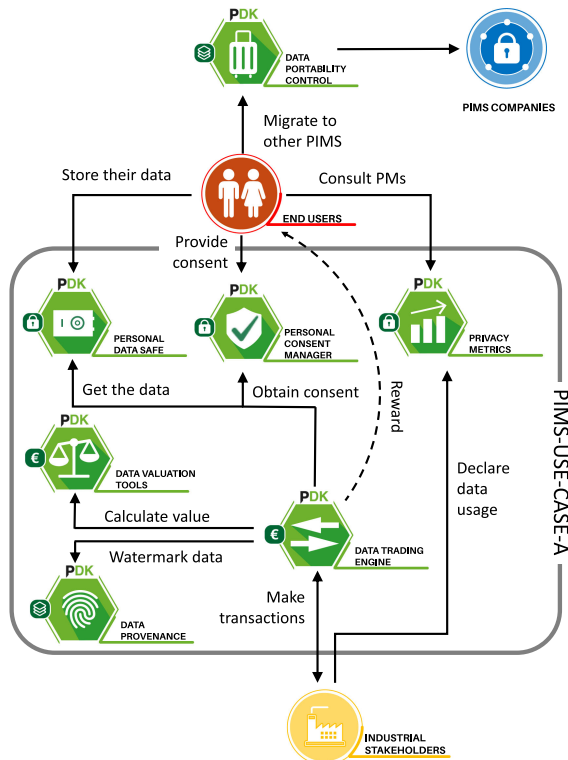 PDK
DATA
PORTABILITY
CONTROL
PIMS COMPANIES
Migrate to
other PIMS
Store their data
Consult PMs
END USERS
Provide
consent
PDK
PERSONAL
DATA SAFE
PDK
PERSONAL
CONSENT
MANAGER
PDK
PRIVACY
METRICS
Get the data
Obtain consent
Reward
PIMS-USE-CASE-A
PDK
DATA VALUATION
TOOLS
€
Declare
data
usage
Calculate value
PDK
€
DATA TRADING
ENGINE
Watermark data
PDK
DATA
PROVENANCE
Make
transactions
INDUSTRIAL
STAKEHOLDERS